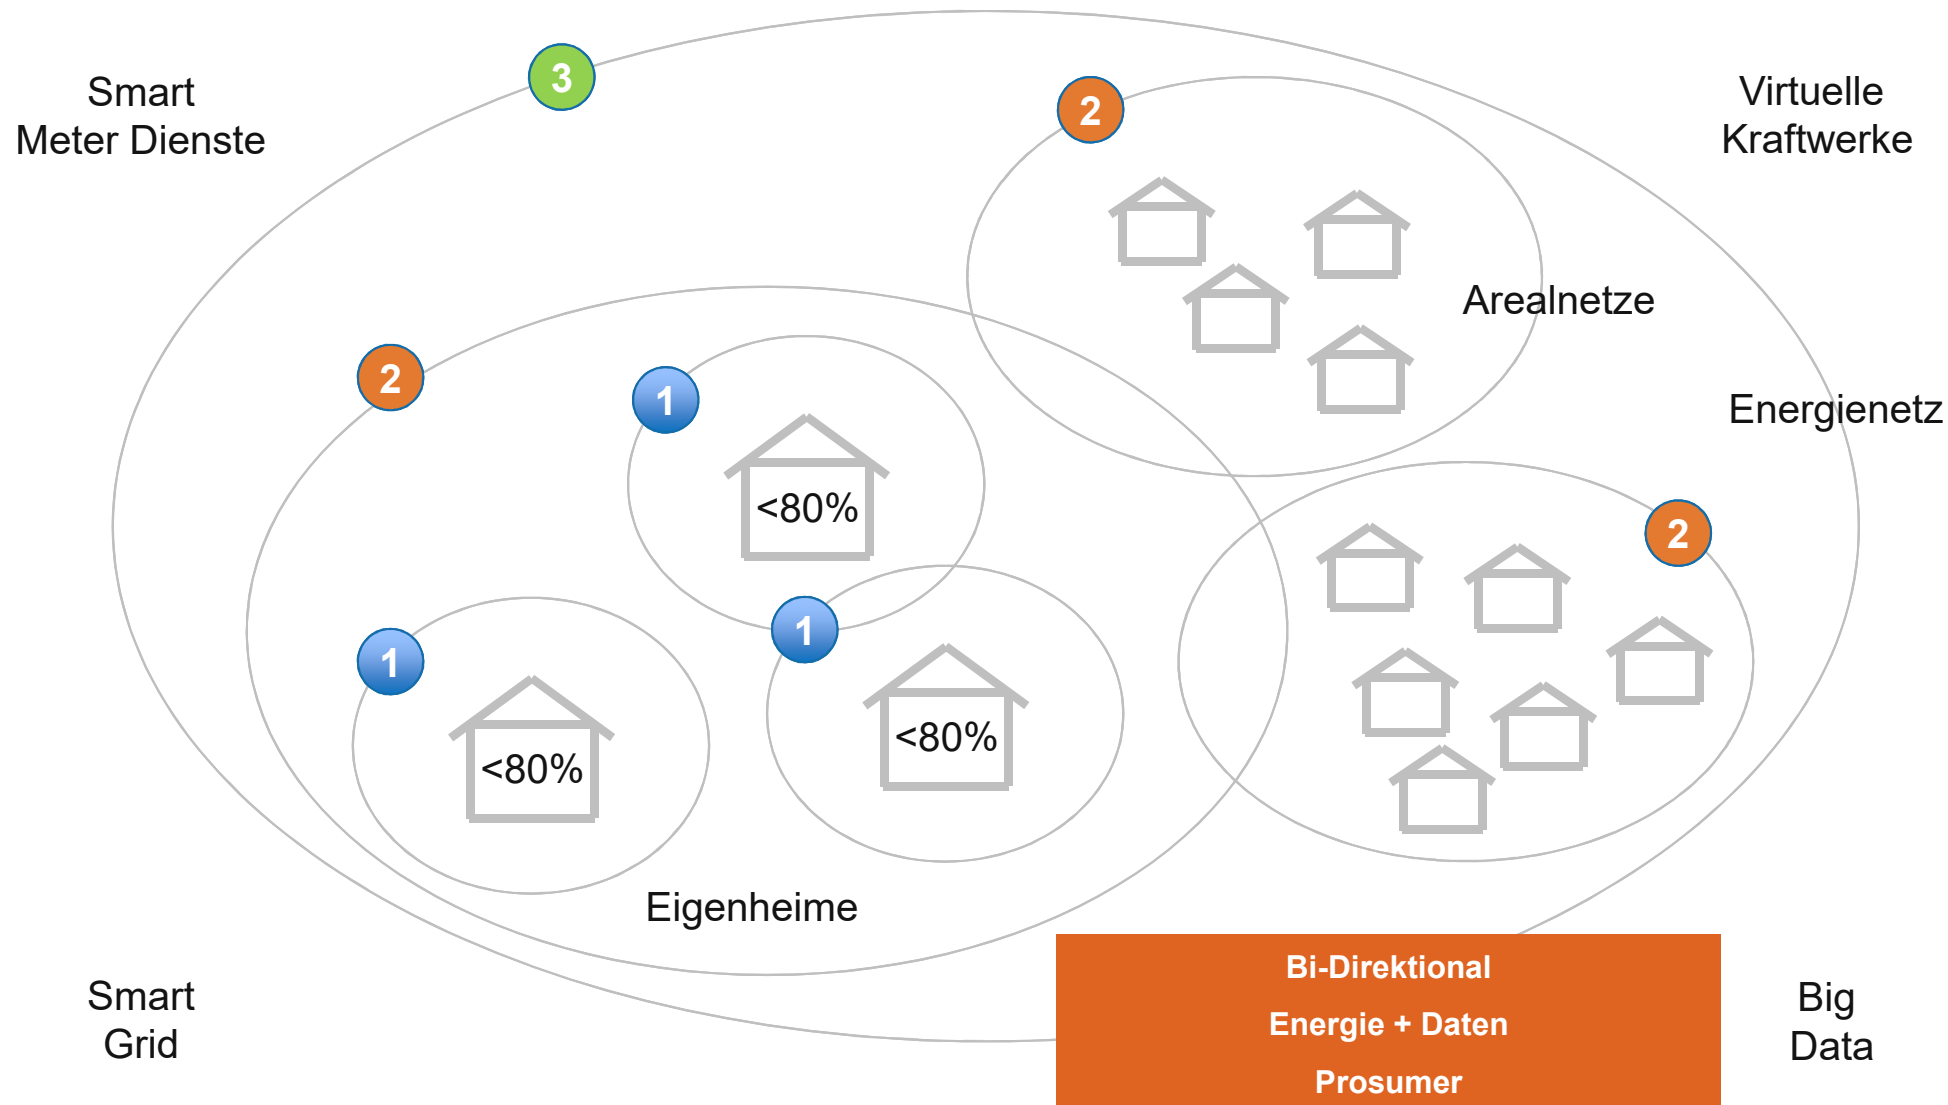 3
Smart
Meter Dienste
2
Virtuelle
Kraftwerke
Arealnetze
2
1
Energienetz
<80%
2
1
1
<80%
<80%
Eigenheime
Bi-Direktional
Energie + Daten
Prosumer
Smart
Grid
Big
Data